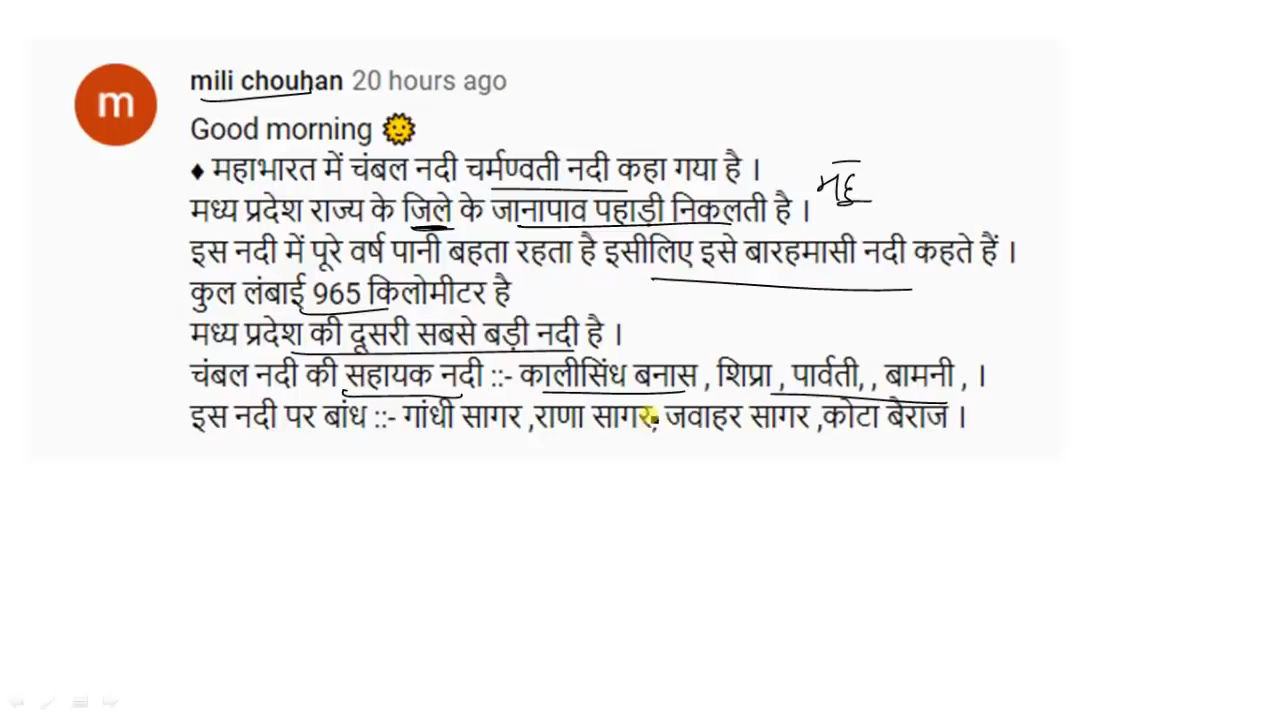 m
mili chouhan 20 hours ago
Good morning 🌞
♦ महाभारत में चंबल नदी चर्मण्वती नदी कहा गया है ।
मध्य प्रदेश राज्य के जिले के जानापाव पहाड़ी निकलती है ।
इस नदी में पूरे वर्ष पानी बहता रहता है इसीलिए इसे बारहमासी नदी कहते हैं ।
कुल लंबाई 965 किलोमीटर है
मध्य प्रदेश की दूसरी सबसे बड़ी नदी है ।
चंबल नदी की सहायक नदी ::- कालीसिंध बनास , शिप्रा , पार्वती, , बामनी , ।
इस नदी पर बांध ::- गांधी सागर ,राणा सागर, जवाहर सागर ,कोटा बैराज ।